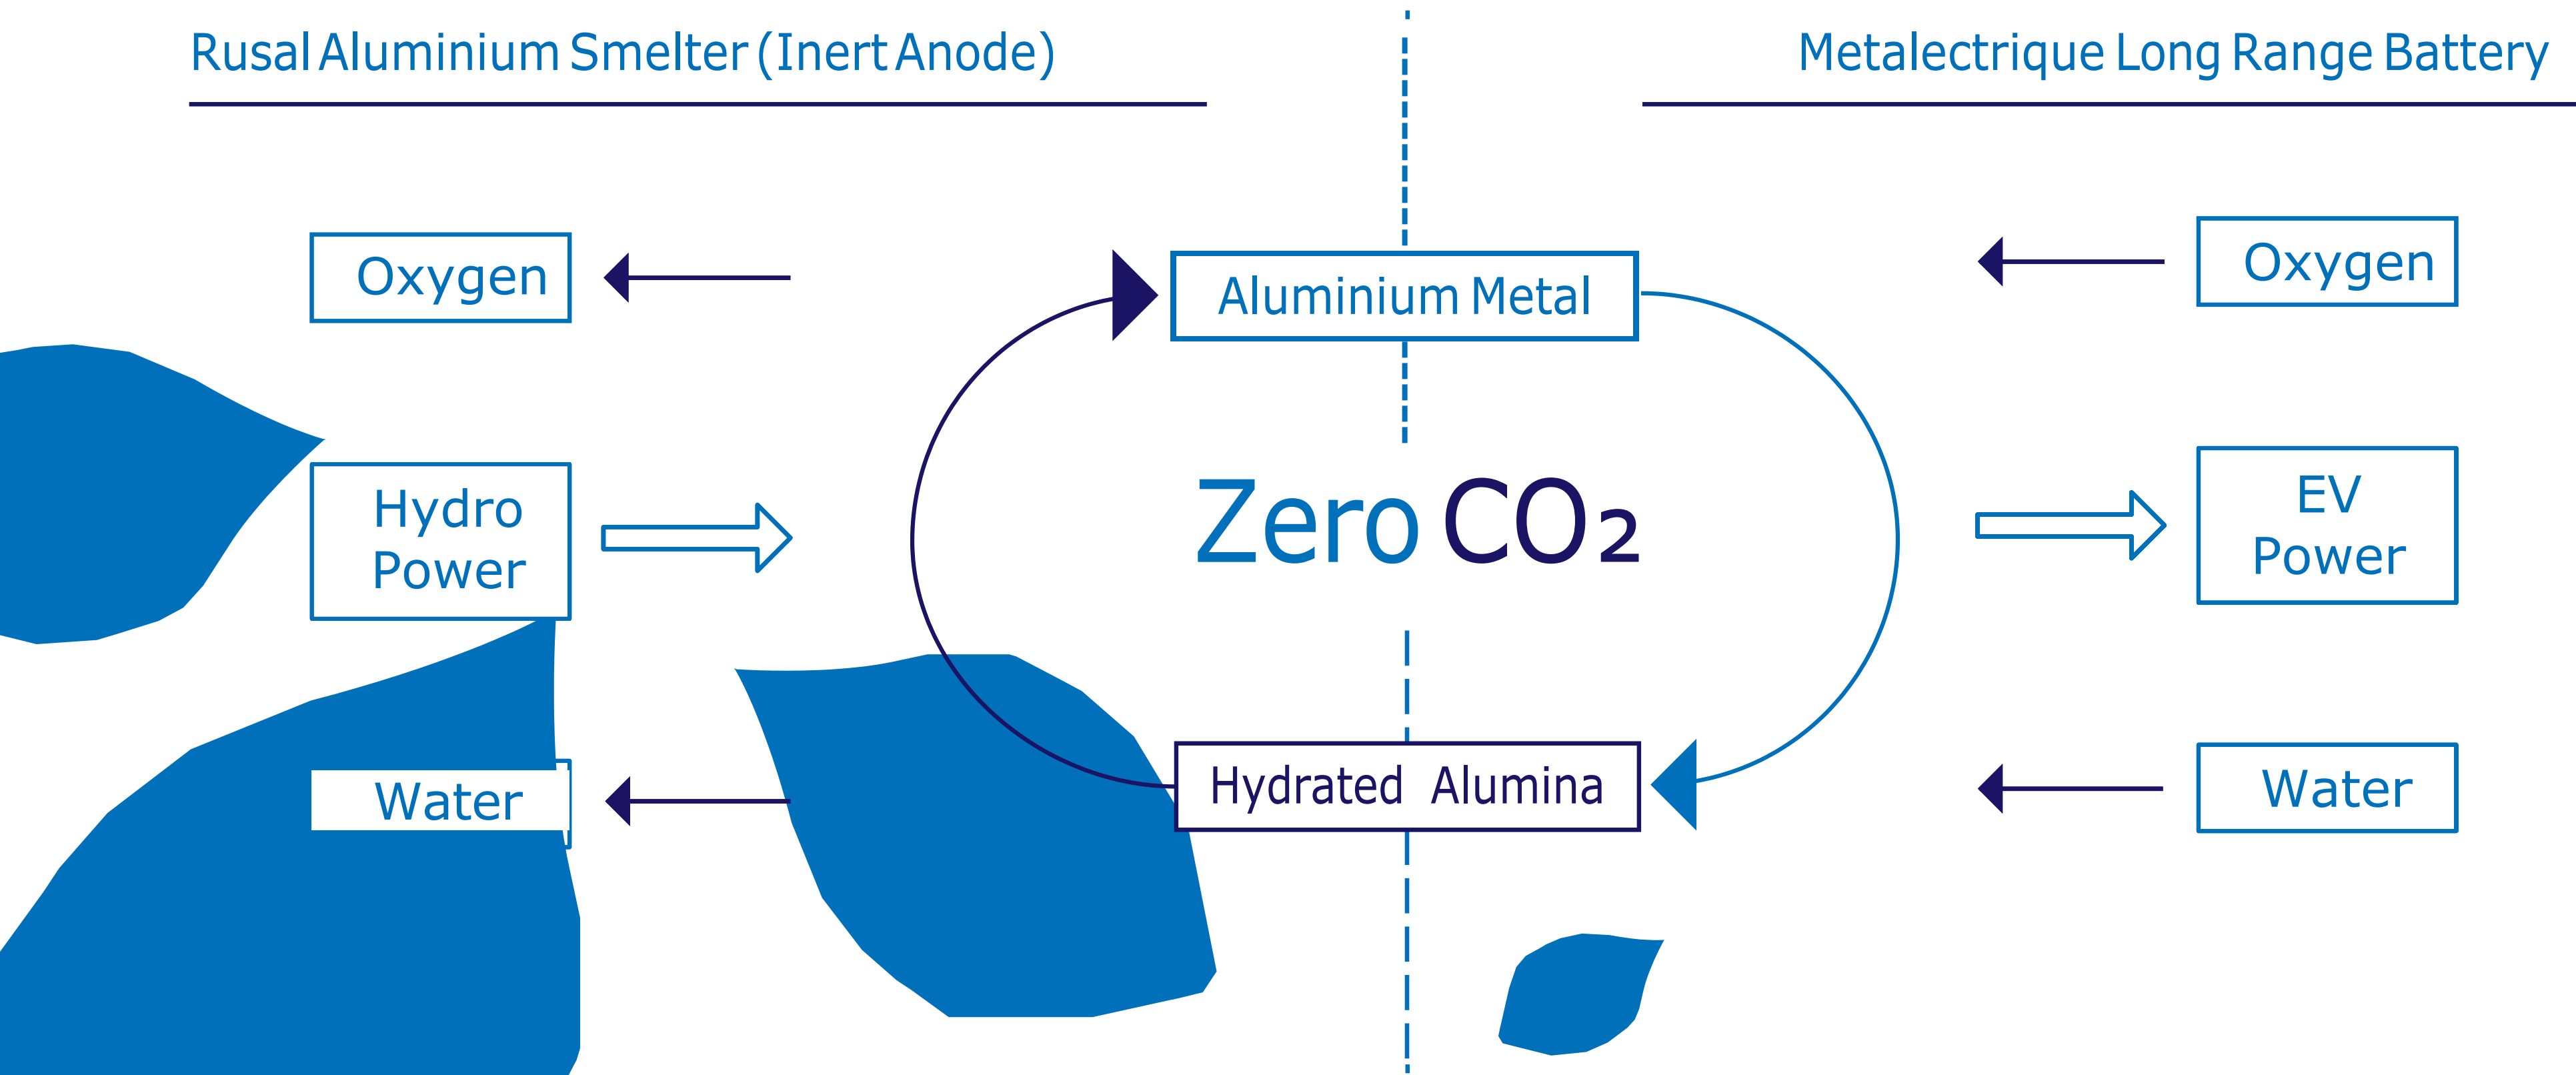 Rusal Aluminium Smelter (Inert Anode)
Metalectrique Long Range Battery
Oxygen
Aluminium Metal
Oxygen
Hydro
Power
Zero CO₂
EV
Power
Water
Hydrated Alumina
Water